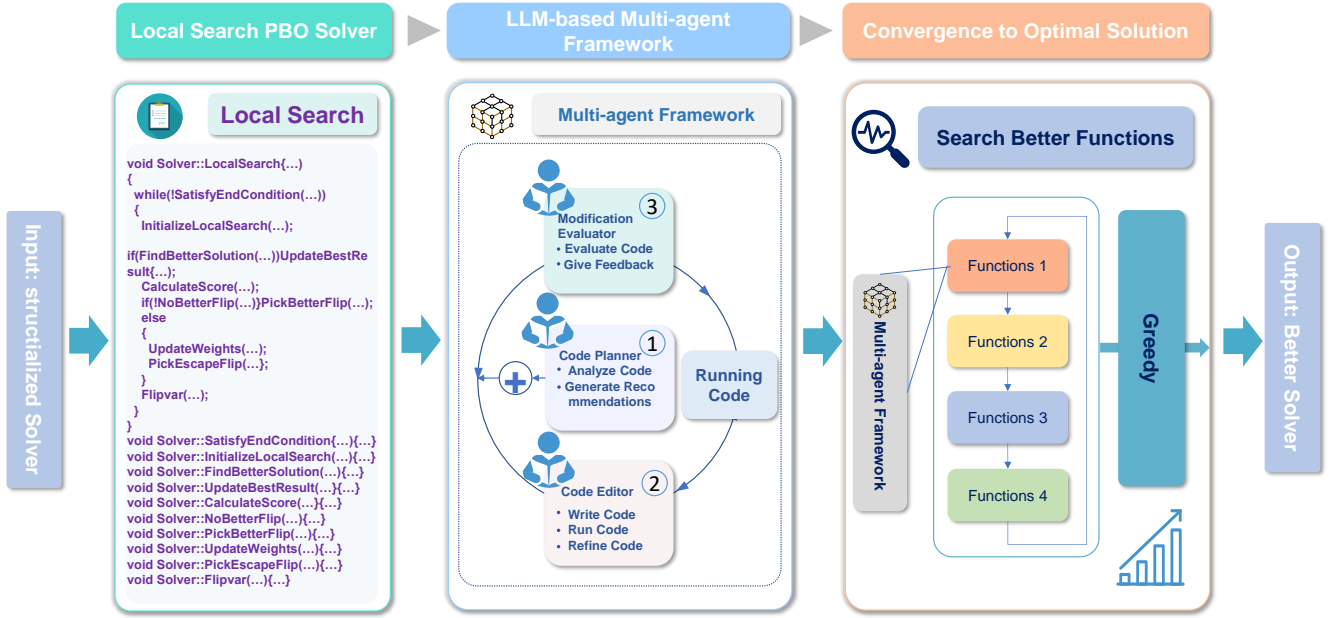 Local Search PBO Solver
LLM-based Multi-agent
Framework
Convergence to Optimal Solution
Input: structialized Solver
Local Search
void Solver::LocalSearch{…)
{
while(!SatisfyEndCondition(…))
{
InitializeLocalSearch(…);
if(FindBetterSolution(…))UpdateBestRe
sult{…);
CalculateScore(…);
if(!NoBetterFlip(…)}PickBetterFlip(…);
else
{
UpdateWeights(…);
PickEscapeFlip(…};
}
Flipvar(…);
}
}
void Solver::SatisfyEndCondition{…){…}
void Solver::InitializeLocalSearch(…){…}
void Solver::FindBetterSolution(…){…}
void Solver::UpdateBestResult(…}{…}
void Solver::CalculateScore(…}{…}
void Solver::NoBetterFlip(…){…}
void Solver::PickBetterFlip(…){…}
void Solver::UpdateWeights(…){…}
void Solver::PickEscapeFlip(…){…}
void Solver::Flipvar(…){…}
Multi-agent Framework
3
Modification
Evaluator
• Evaluate Code
• Give Feedback
1
Code Planner
• Analyze Code
• Generate Reco
mmendations
+
Running
Code
2
Code Editor
• Write Code
• Run Code
• Refine Code
Search Better Functions
Multi-agent Framework
Functions 1
Functions 2
Functions 3
Functions 4
Greedy
Output: Better Solver